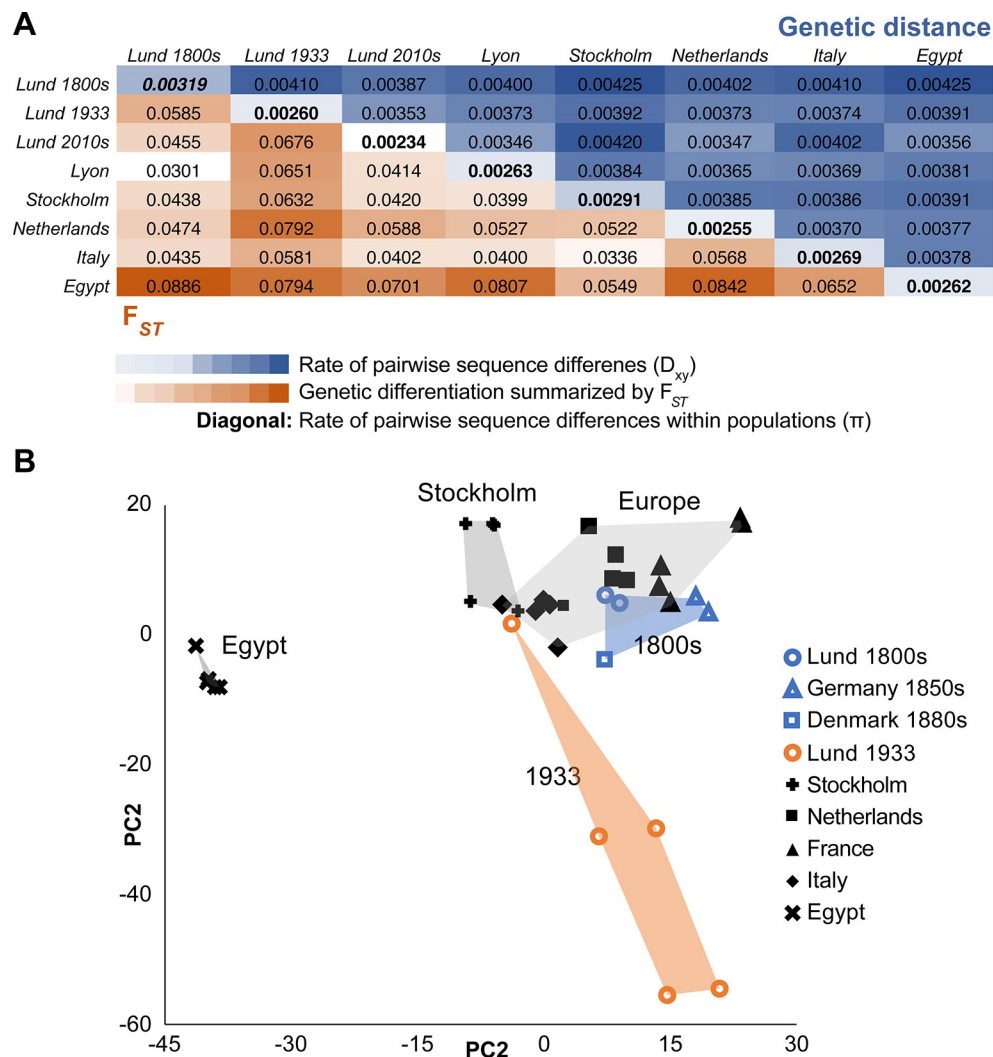 A
Genetic distance
Lund 1800s Lund 1933 Lund 2010s Lyon Stockholm Netherlands Italy Egypt
Lund 1800s 0.00319 0.00410 0.00387 0.00400 0.00425 0.00402 0.00410 0.00425
Lund 1933 0.0585 0.00260 0.00353 0.00373 0.00392 0.00373 0.00374 0.00391
Lund 2010s 0.0455 0.0676 0.00234 0.00346 0.00420 0.00347 0.00402 0.00356
Lyon 0.0301 0.0651 0.0414 0.00263 0.00384 0.00365 0.00369 0.00381
Stockholm 0.0438 0.0632 0.0420 0.0399 0.00291 0.00385 0.00386 0.00391
Netherlands 0.0474 0.0792 0.0588 0.0527 0.0522 0.00255 0.00370 0.00377
Italy 0.0435 0.0581 0.0402 0.0400 0.0336 0.0568 0.00269 0.00378
Egypt 0.0886 0.0794 0.0701 0.0807 0.0549 0.0842 0.0652 0.00262
FST
Rate of pairwise sequence differenes (Dxy)
Genetic differentiation summarized by FST
Diagonal: Rate of pairwise sequence differences within populations (π)
B
Stockholm Europe
20
0
Egypt
1800s
-20
1933
-40
-60
PC2
-45 -30 -15 0 15 30
PC2
Lund 1800s
Germany 1850s
Denmark 1880s
Lund 1933
Stockholm
Netherlands
France
Italy
Egypt